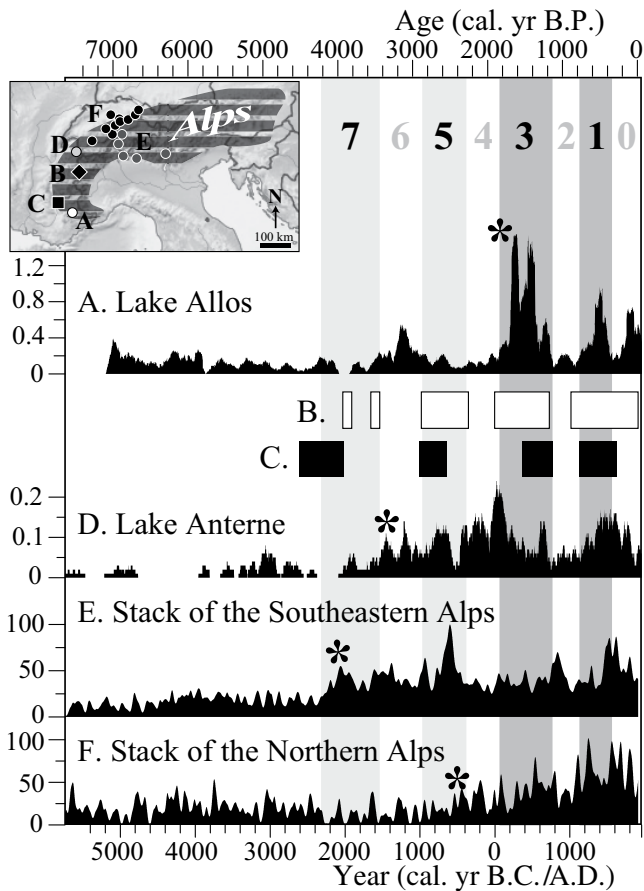 Age (cal. yr B.P.)
7000 6000 5000 4000 3000 2000 1000 0
F
Alps
D
E
B
C
A
N
100 km
7 6 5 4 3 2 1 0
*
1.2
0.8
A. Lake Allos
0.4
0
B.
C.
0.2
*
D. Lake Anterne
0.1
0
100
E. Stack of the Southeastern Alps
*
50
0
100
F. Stack of the Northern Alps
*
50
0
5000 4000 3000 2000 1000 0 1000
Year (cal. yr B.C./A.D.)